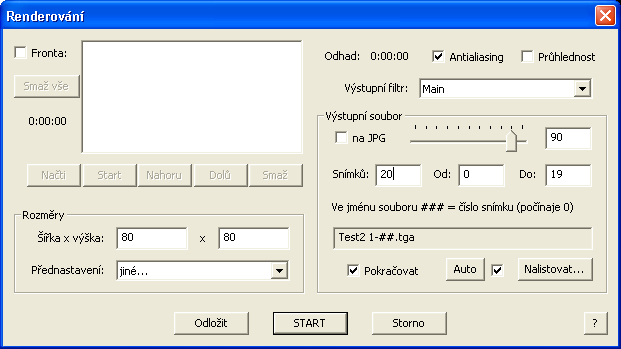 Renderování
Fronta:
Smaž vše
0:00:00
Načti Start Nahoru Dolů Smaž
Odhad: 0:00:00 Antialiasing Průhlednost
Výstupní filtr: Main
Výstupní soubor
na JPG 90
Snímků: 20 Od: 0 Do: 19
Ve jménu souboru ### = číslo snímku (počínaje 0)
Test2 1-##.tga
Pokračovat Auto Nalistovat...
Rozměry
Šířka x výška: 80 x 80
Přednastavení: jiné...
Odložit START Storno ?